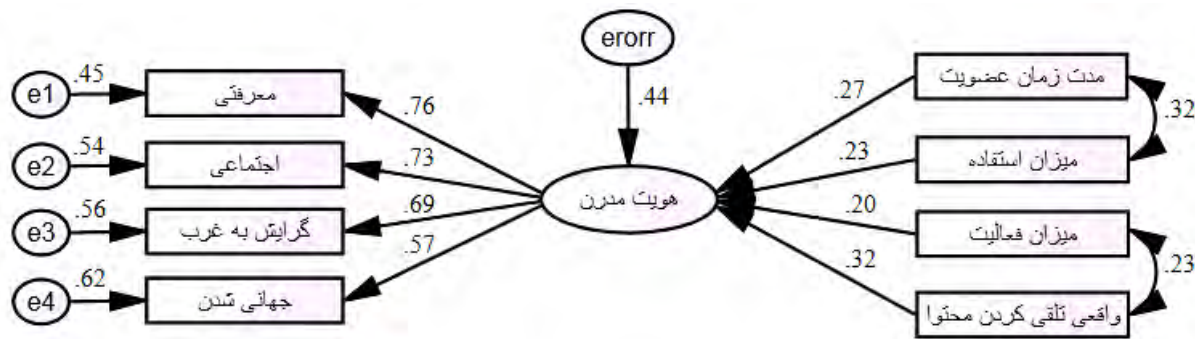 erorr
.44
e1
.45
معرفتی
.76
e2
.54
اجتماعی
.73
e3
.56
گرایش به غرب
.69
e4
.62
جهانی شدن
.57
هویت مدرن
.27
مدت زمان عضویت
.23
میزان استفاده
.32
.20
میزان فعالیت
.32
واقعی تلقی کردن محتوا
.23